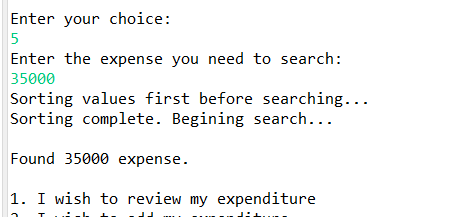 Enter your choice:
5
Enter the expense you need to search:
35000
Sorting values first before searching...
Sorting complete. Begining search...
Found 35000 expense.
1. I wish to review my expenditure